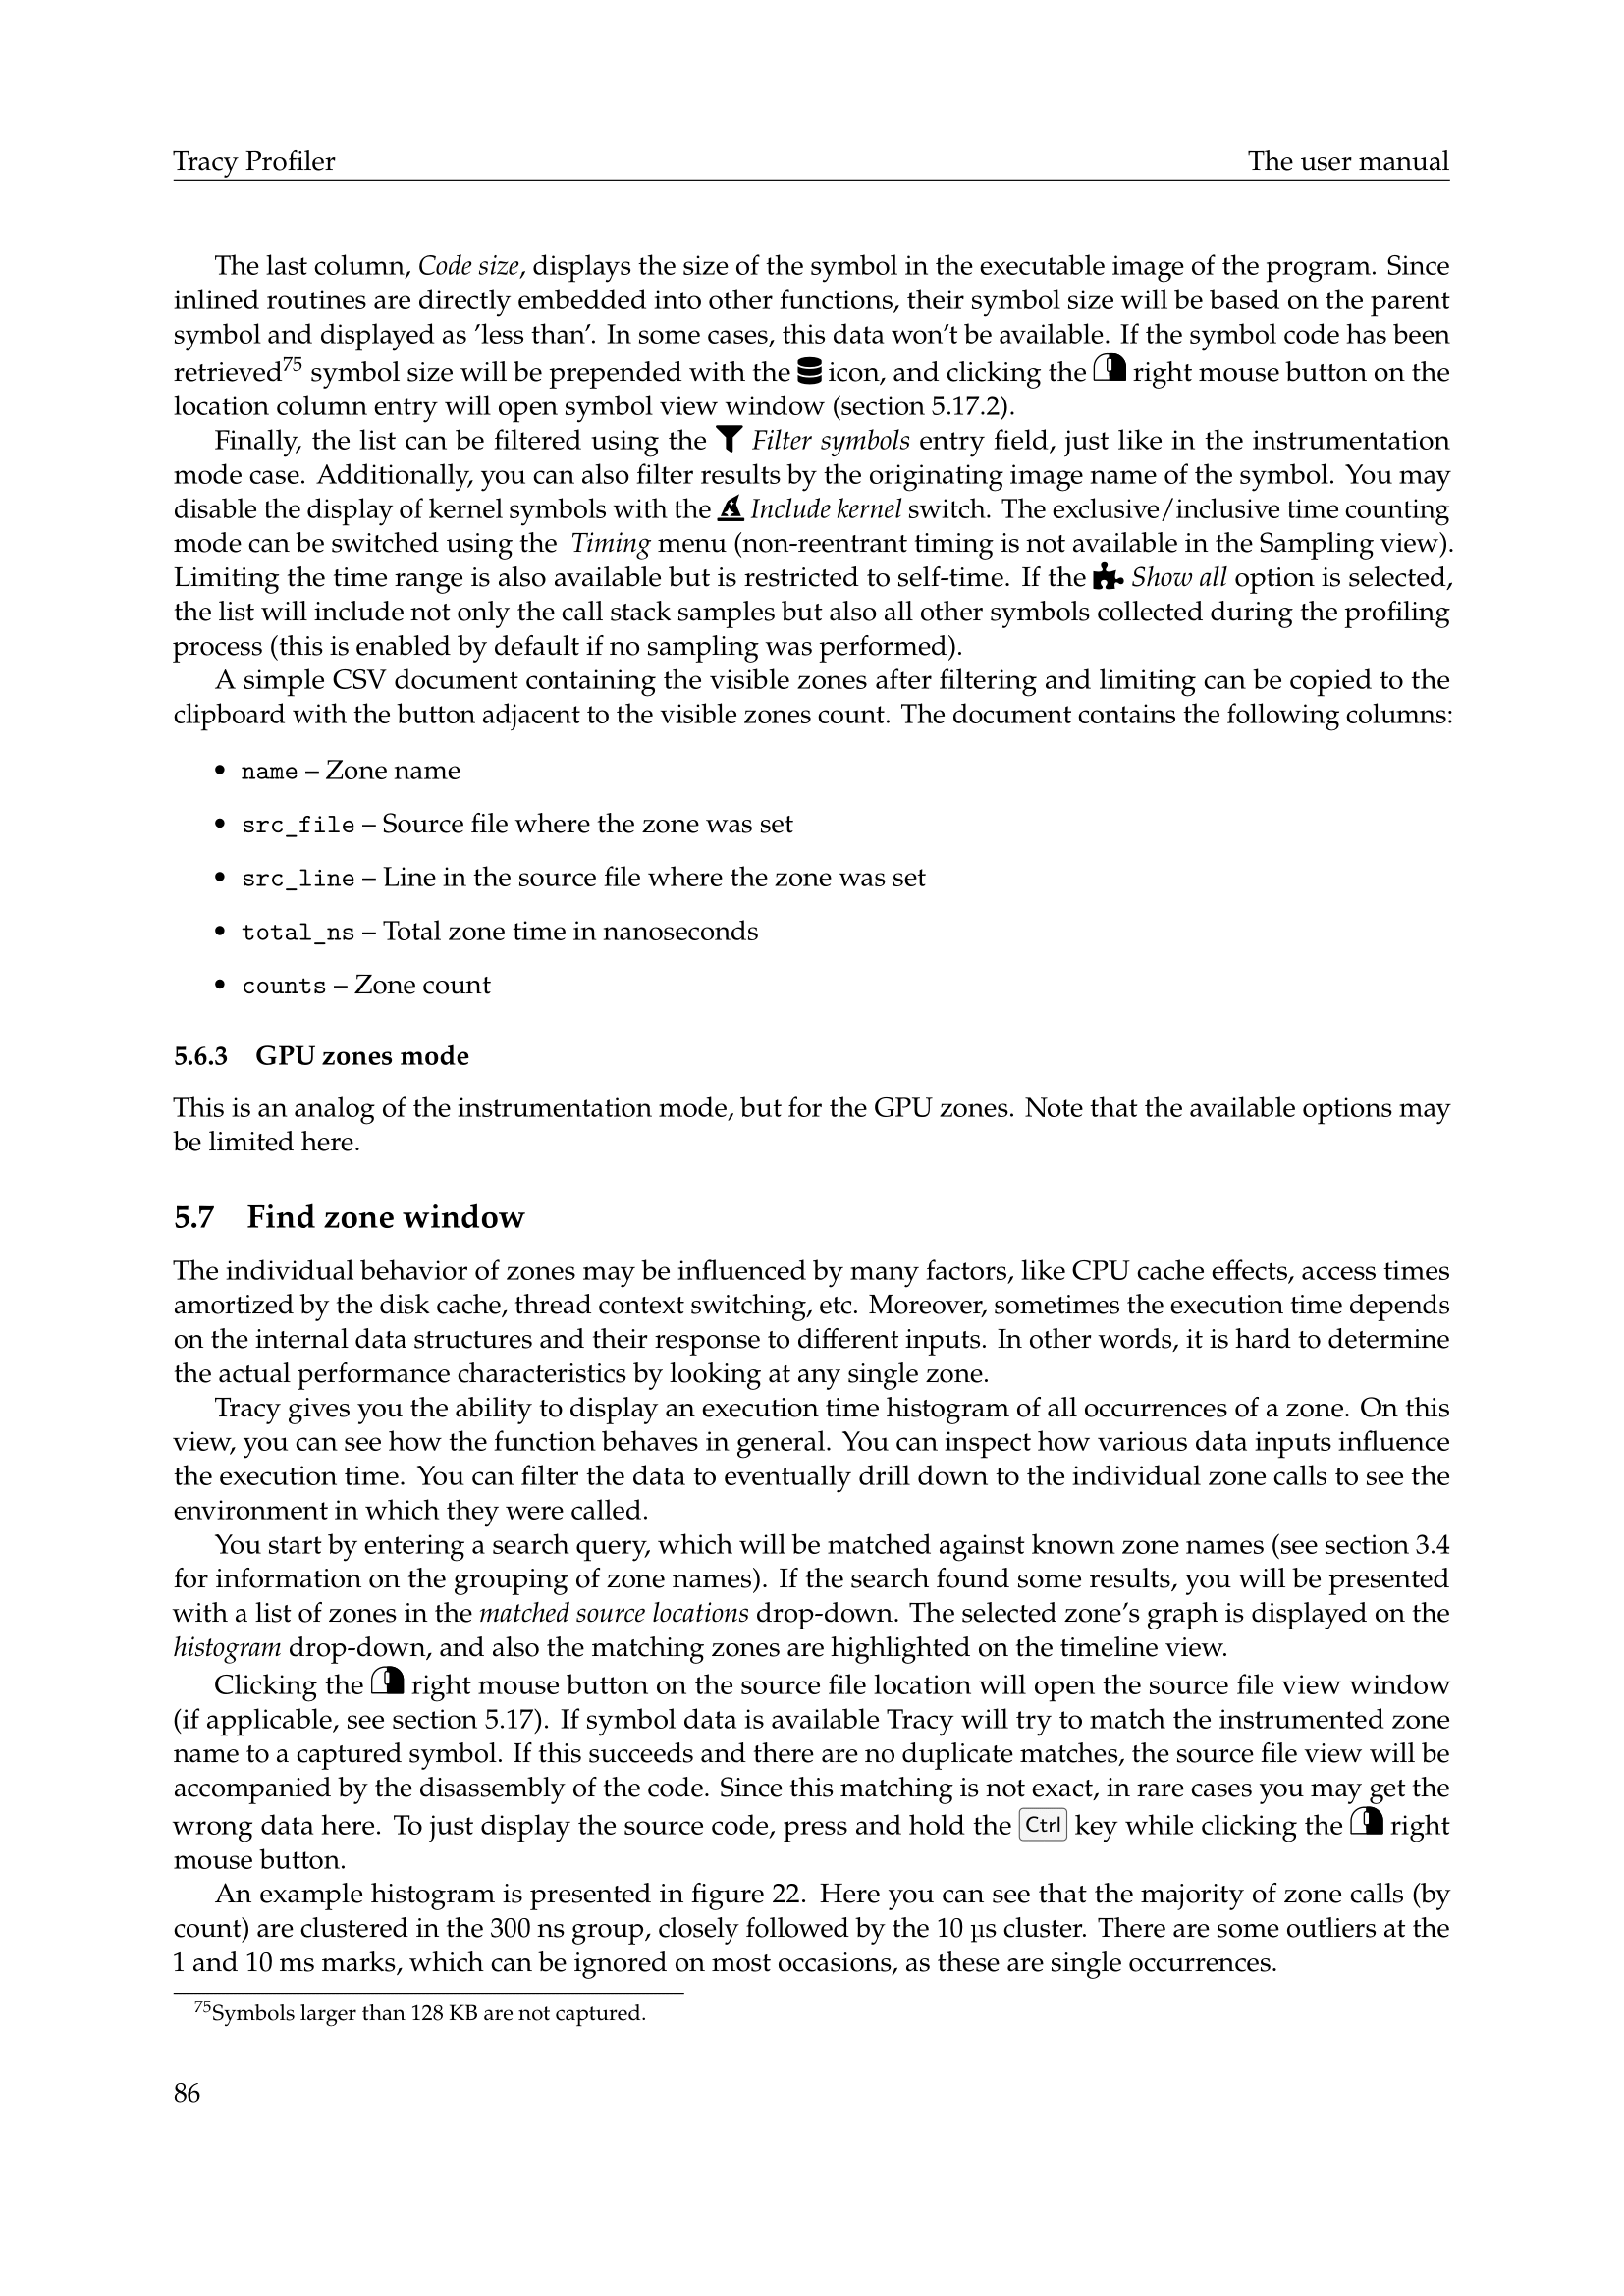 Tracy Profiler The user manual
The last column, Code size, displays the size of the symbol in the executable image of the program. Since
inlined routines are directly embedded into other functions, their symbol size will be based on the parent
symbol and displayed as ’less than’. In some cases, this data won’t be available. If the symbol code has been
retrieved75 symbol size will be prepended with the icon, and clicking the right mouse button on the
location column entry will open symbol view window (section 5.17.2).
Finally, the list can be filtered using the Filter symbols entry field, just like in the instrumentation
mode case. Additionally, you can also filter results by the originating image name of the symbol. You may
disable the display of kernel symbols with the Include kernel switch. The exclusive/inclusive time counting
mode can be switched using the Timing menu (non-reentrant timing is not available in the Sampling view).
Limiting the time range is also available but is restricted to self-time. If the Show all option is selected,
the list will include not only the call stack samples but also all other symbols collected during the profiling
process (this is enabled by default if no sampling was performed).
A simple CSV document containing the visible zones after filtering and limiting can be copied to the
clipboard with the button adjacent to the visible zones count. The document contains the following columns:
• name – Zone name
• src_file – Source file where the zone was set
• src_line – Line in the source file where the zone was set
• total_ns – Total zone time in nanoseconds
• counts – Zone count
5.6.3 GPU zones mode
This is an analog of the instrumentation mode, but for the GPU zones. Note that the available options may
be limited here.
5.7 Find zone window
The individual behavior of zones may be influenced by many factors, like CPU cache effects, access times
amortized by the disk cache, thread context switching, etc. Moreover, sometimes the execution time depends
on the internal data structures and their response to different inputs. In other words, it is hard to determine
the actual performance characteristics by looking at any single zone.
Tracy gives you the ability to display an execution time histogram of all occurrences of a zone. On this
view, you can see how the function behaves in general. You can inspect how various data inputs influence
the execution time. You can filter the data to eventually drill down to the individual zone calls to see the
environment in which they were called.
You start by entering a search query, which will be matched against known zone names (see section 3.4
for information on the grouping of zone names). If the search found some results, you will be presented
with a list of zones in the matched source locations drop-down. The selected zone’s graph is displayed on the
histogram drop-down, and also the matching zones are highlighted on the timeline view.
Clicking the right mouse button on the source file location will open the source file view window
(if applicable, see section 5.17). If symbol data is available Tracy will try to match the instrumented zone
name to a captured symbol. If this succeeds and there are no duplicate matches, the source file view will be
accompanied by the disassembly of the code. Since this matching is not exact, in rare cases you may get the
wrong data here. To just display the source code, press and hold the Ctrl key while clicking the right
mouse button.
An example histogram is presented in figure 22. Here you can see that the majority of zone calls (by
count) are clustered in the 300 ns group, closely followed by the 10 µs cluster. There are some outliers at the
1 and 10 ms marks, which can be ignored on most occasions, as these are single occurrences.
75Symbols larger than 128 KB are not captured.
86